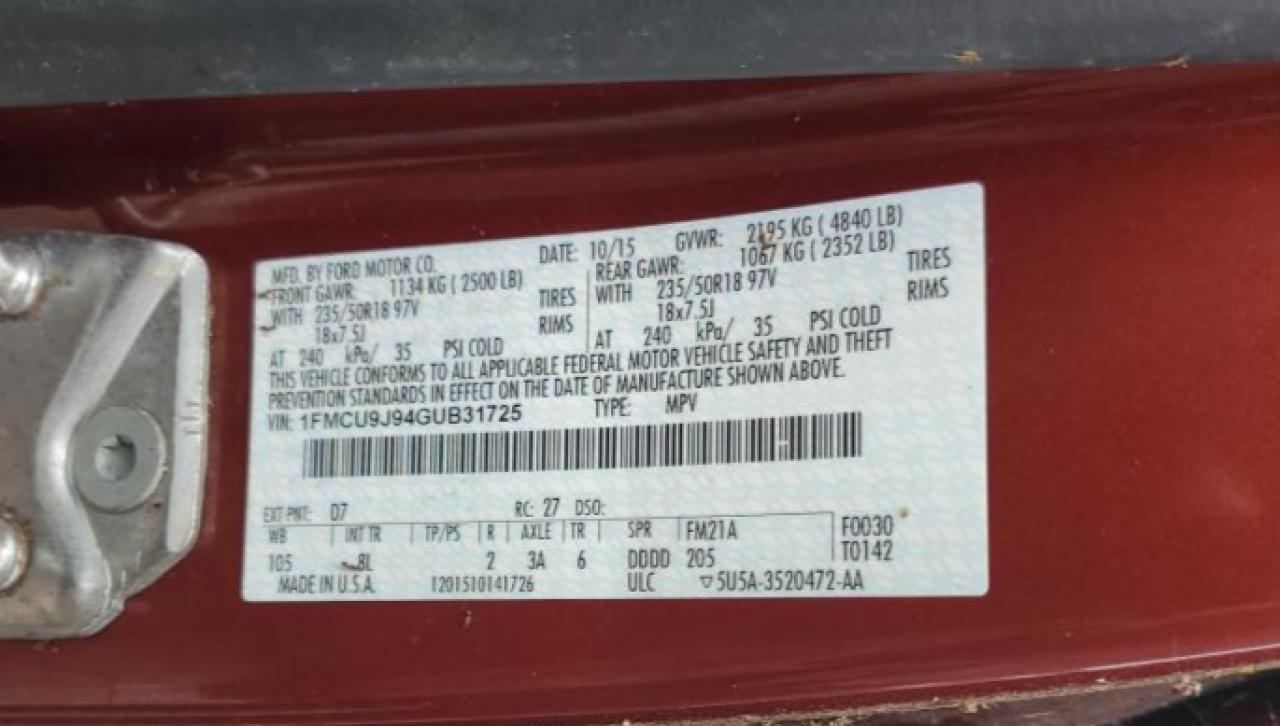 MFD. BY FORD MOTOR CO. DATE: 10/15 GVWR: 2195 KG ( 4840 LB)
FRONT GAWR: 1134 KG ( 2500 LB) REAR GAWR: 1067 KG ( 2352 LB)
WITH 235/50R18 97V TIRES WITH 235/50R18 97V TIRES
18x7.5J RIMS 18x7.5J RIMS
AT 240 kPa/ 35 PSI COLD AT 240 kPa/ 35 PSI COLD
THIS VEHICLE CONFORMS TO ALL APPLICABLE FEDERAL MOTOR VEHICLE SAFETY AND THEFT
PREVENTION STANDARDS IN EFFECT ON THE DATE OF MANUFACTURE SHOWN ABOVE.
VIN: 1FMCU9J94GUB31725 TYPE: MPV
EXT PNT: D7 RC: 27 DSO:
WB INT TR TP/PS R AXLE TR SPR FM21A F0030
105 8L 2 3A 6 DDDD 205 T0142
MADE IN U.S.A. 1201510141726 ULC ▽5U5A-3520472-AA